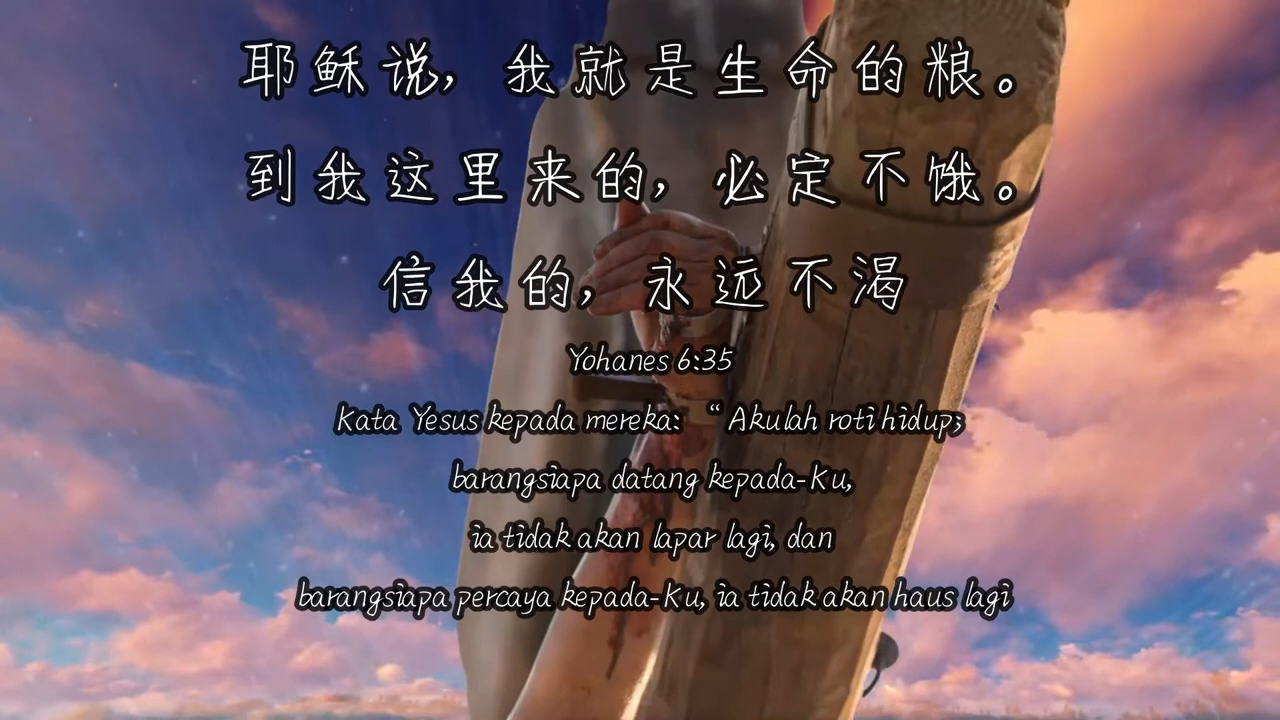 耶稣说，我就是生命的粮。
到我这里来的，必定不饿。
信我的，永远不渴
Yohanes 6:35
Kata Yesus kepada mereka: “Akulah roti hidup;
barangsiapa datang kepada-Ku,
ia tidak akan lapar lagi, dan
barangsiapa percaya kepada-Ku, ia tidak akan haus lagi